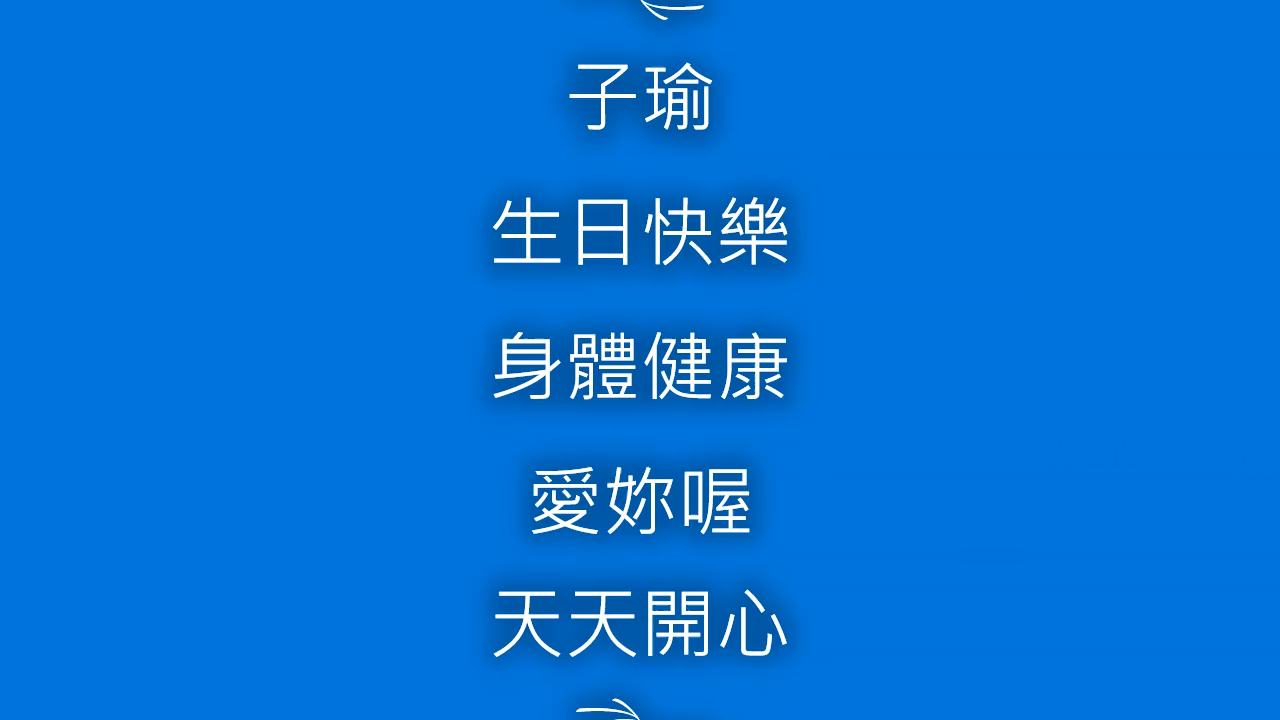 子瑜
生日快樂
身體健康
愛妳喔
天天開心